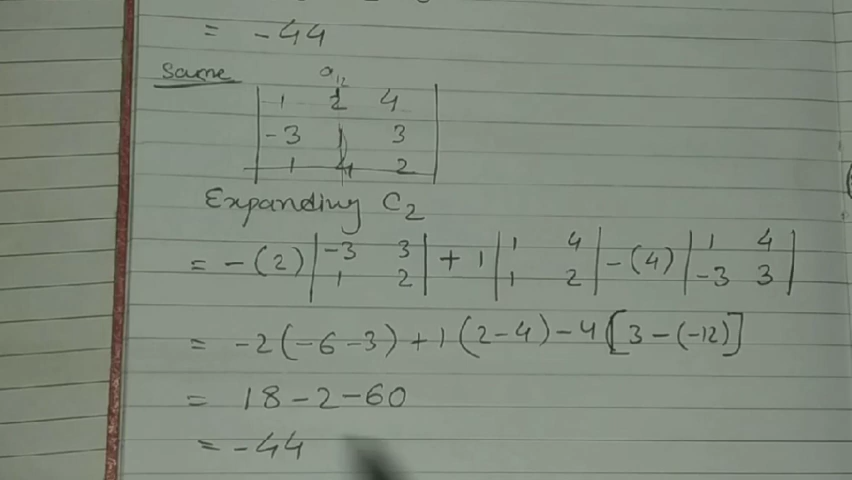 = -44
Same a₁₂
| 1 2 4 |
| -3 1 3 |
| 1 4 2 |
Expanding C₂
= -(2) | -3 3 | + 1 | 1 4 | -(4) | 1 4 |
| 1 2 | | 1 2 | | -3 3 |
= -2(-6-3)+1(2-4)-4[3-(-12)]
= 18-2-60
= -44